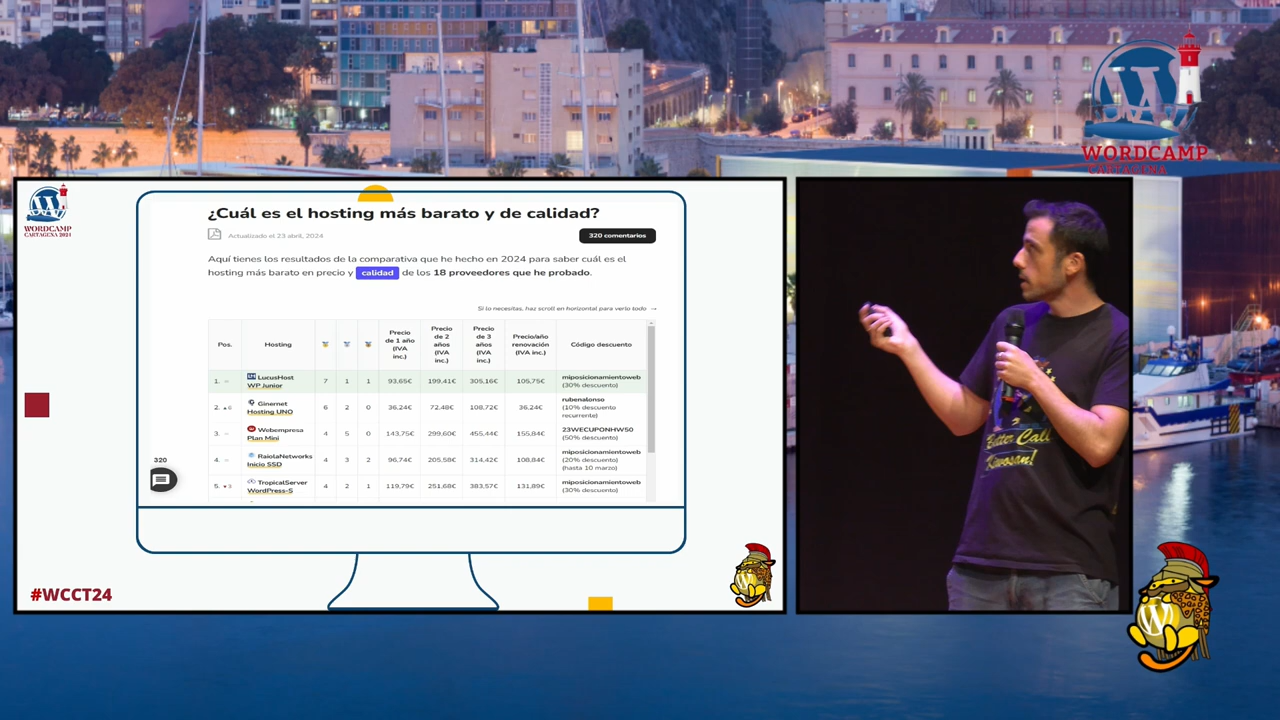 WORDCAMP
CARTAGENA
WORDCAMP
CARTAGENA 2024
¿Cuál es el hosting más barato y de calidad?
Actualizado el 23 abril, 2024
320 comentarios
Aquí tienes los resultados de la comparativa que he hecho en 2024 para saber cuál es el
hosting más barato en precio y calidad de los 18 proveedores que he probado.
Si lo necesitas, haz scroll en horizontal para verlo todo →
Pos. Hosting Precio de 1 año (IVA inc.) Precio de 2 años (IVA inc.) Precio de 3 años (IVA inc.) Precio/año renovación (IVA inc.) Código descuento
1. LucusHost WP Junior 7 1 1 93,65€ 199,41€ 305,16€ 105,75€ miposicionamientoweb (30% descuento)
2. ▲6 Ginernet Hosting UNO 6 2 0 36,24€ 72,48€ 108,72€ 36,24€ rubenalonso (10% descuento recurrente)
3. Webempresa Plan Mini 4 5 0 143,75€ 299,60€ 455,44€ 155,84€ 23WECUPONHW50 (50% descuento)
4. RaiolaNetworks Inicio SSD 4 3 2 96,74€ 205,58€ 314,42€ 108,84€ miposicionamientoweb (20% descuento) (hasta 10 marzo)
5. ▼3 TropicalServer WordPress-S 4 2 1 119,79€ 251,68€ 383,57€ 131,89€ miposicionamientoweb (30% descuento)
320
#WCCT24
Better Call